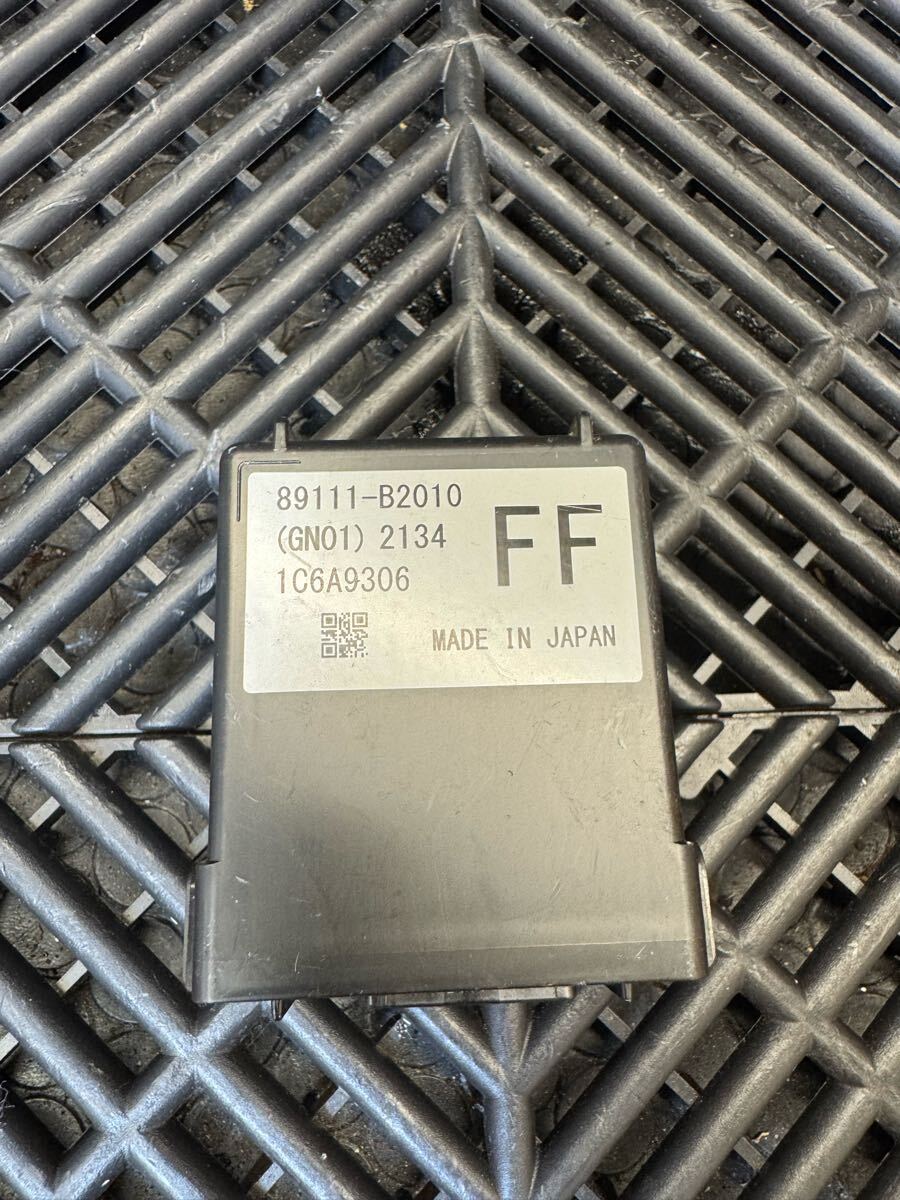 89111-B2010
(GN01) 2134
1C6A9306
FF
MADE IN JAPAN